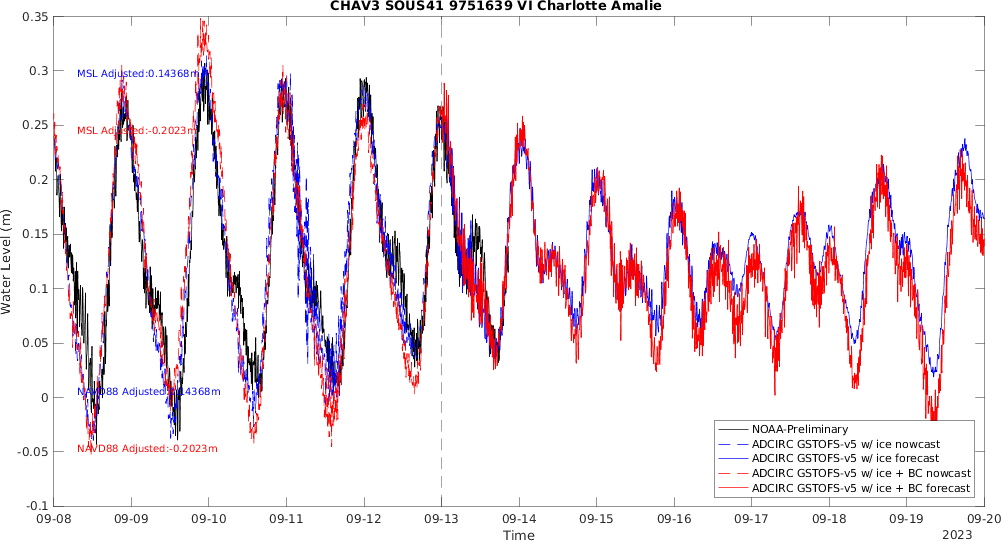 CHAV3 SOUS41 9751639 VI Charlotte Amalie
0.35
0.3
0.25
0.2
0.15
0.1
0.05
0
-0.05
-0.1
Water Level (m)
MSL Adjusted:0.14368m
MSL Adjusted:-0.2023m
NAVD88 Adjusted:0.14368m
NAVD88 Adjusted:-0.2023m
NOAA-Preliminary
ADCIRC GSTOFS-v5 w/ ice nowcast
ADCIRC GSTOFS-v5 w/ ice forecast
ADCIRC GSTOFS-v5 w/ ice + BC nowcast
ADCIRC GSTOFS-v5 w/ ice + BC forecast
09-08 09-09 09-10 09-11 09-12 09-13 09-14 09-15 09-16 09-17 09-18 09-19 09-20
Time
2023